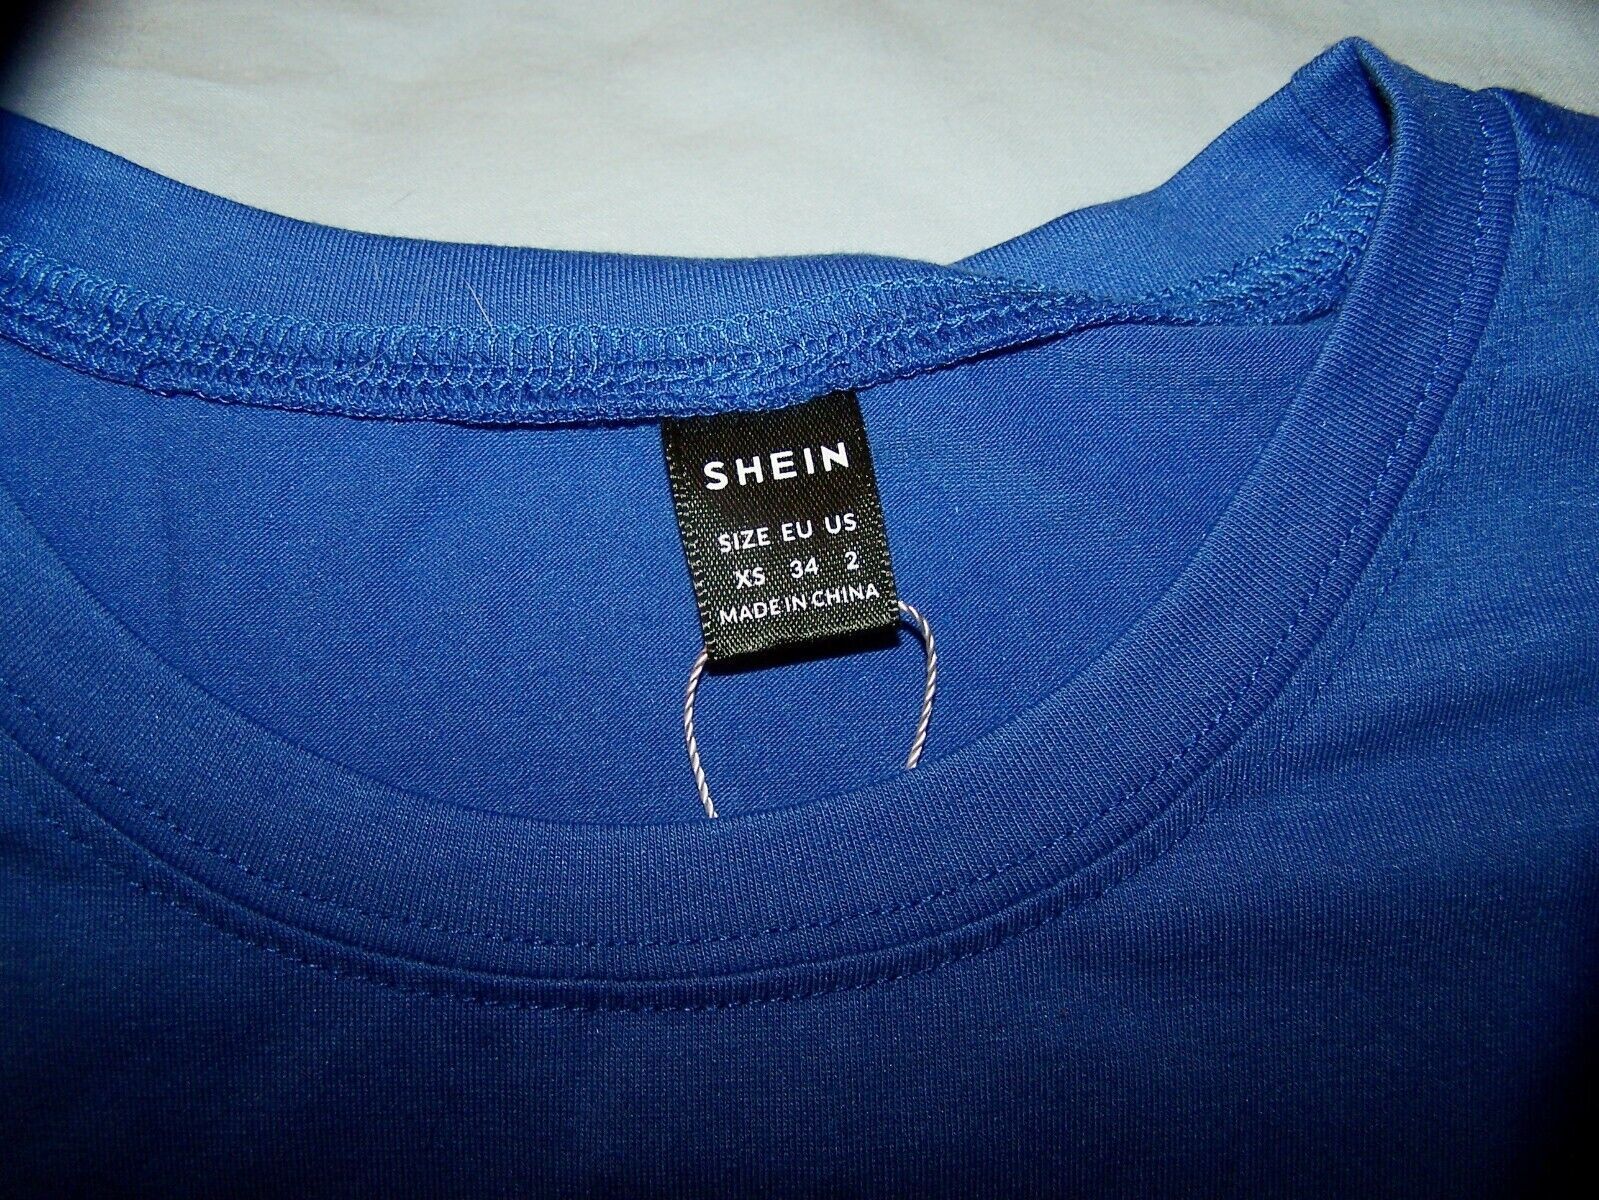 SHEIN
SIZE EU US
XS 34 2
MADE IN CHINA